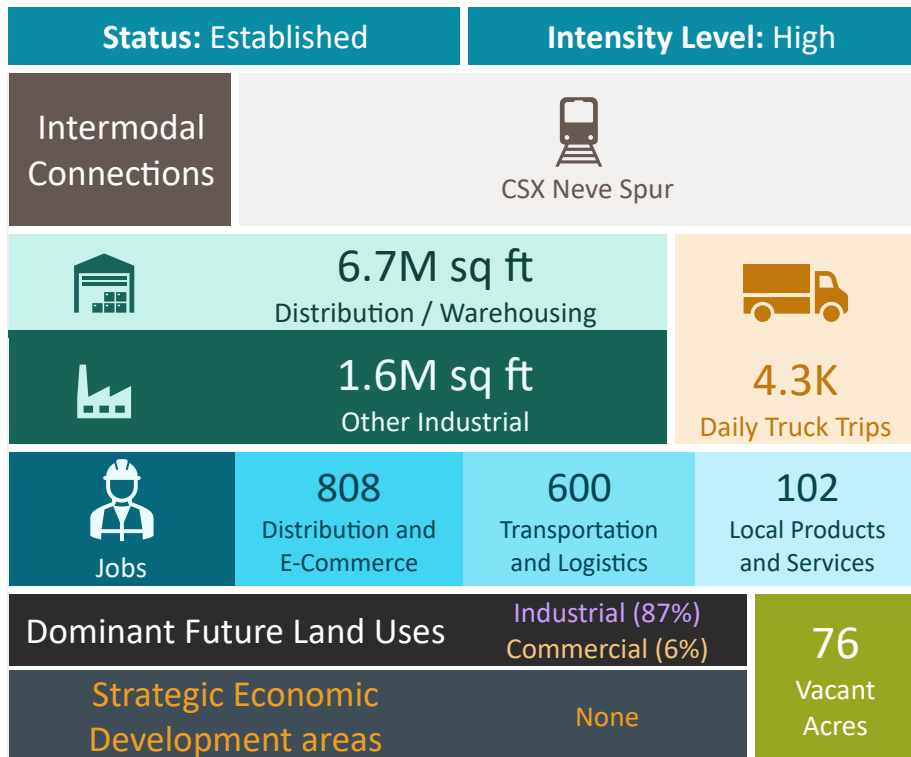 Status: Established
Intensity Level: High
Intermodal
Connections
CSX Neve Spur
6.7M sq ft
Distribution / Warehousing
1.6M sq ft
Other Industrial
4.3K
Daily Truck Trips
Jobs
808
Distribution and
E-Commerce
600
Transportation
and Logistics
102
Local Products
and Services
Dominant Future Land Uses
Industrial (87%)
Commercial (6%)
Strategic Economic
Development areas
None
76
Vacant
Acres